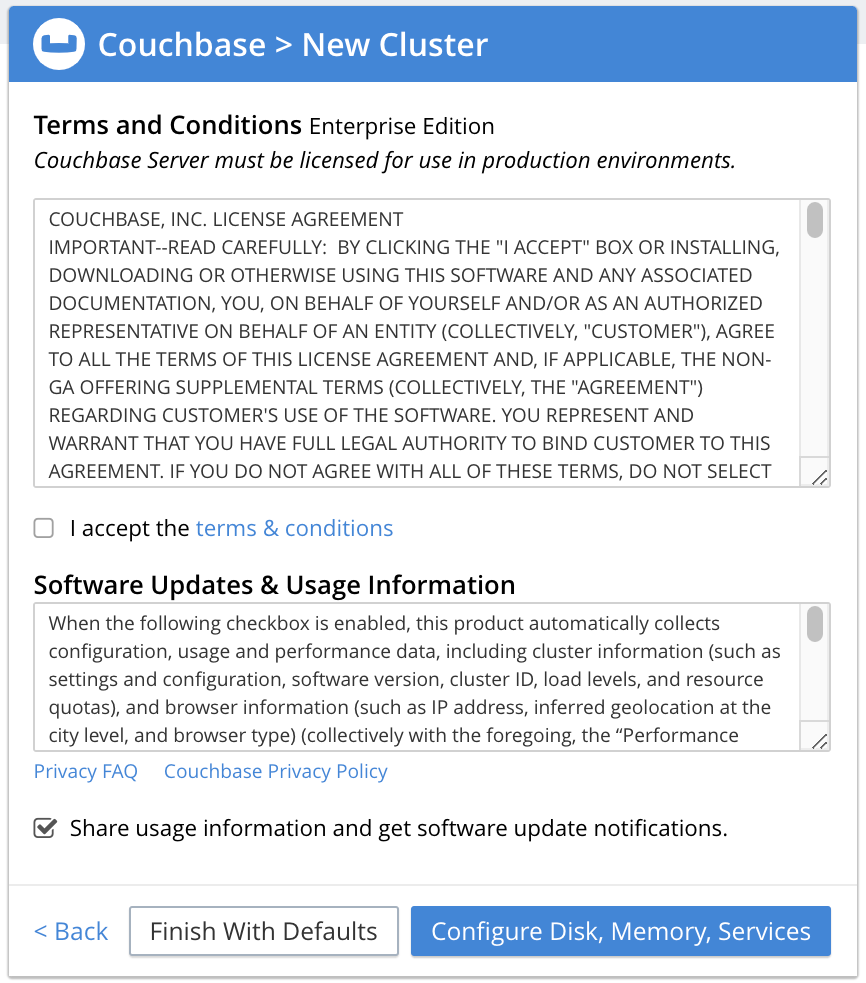 Couchbase > New Cluster
Terms and Conditions Enterprise Edition
Couchbase Server must be licensed for use in production environments.
COUCHBASE, INC. LICENSE AGREEMENT
IMPORTANT--READ CAREFULLY:  BY CLICKING THE "I ACCEPT" BOX OR INSTALLING,
DOWNLOADING OR OTHERWISE USING THIS SOFTWARE AND ANY ASSOCIATED
DOCUMENTATION, YOU, ON BEHALF OF YOURSELF AND/OR AS AN AUTHORIZED
REPRESENTATIVE ON BEHALF OF AN ENTITY (COLLECTIVELY, "CUSTOMER"), AGREE
TO ALL THE TERMS OF THIS LICENSE AGREEMENT AND, IF APPLICABLE, THE NON-
GA OFFERING SUPPLEMENTAL TERMS (COLLECTIVELY, THE "AGREEMENT")
REGARDING CUSTOMER'S USE OF THE SOFTWARE. YOU REPRESENT AND
WARRANT THAT YOU HAVE FULL LEGAL AUTHORITY TO BIND CUSTOMER TO THIS
AGREEMENT. IF YOU DO NOT AGREE WITH ALL OF THESE TERMS, DO NOT SELECT
I accept the terms & conditions
Software Updates & Usage Information
When the following checkbox is enabled, this product automatically collects
configuration, usage and performance data, including cluster information (such as
settings and configuration, software version, cluster ID, load levels, and resource
quotas), and browser information (such as IP address, inferred geolocation at the
city level, and browser type) (collectively with the foregoing, the “Performance
Privacy FAQ Couchbase Privacy Policy
Share usage information and get software update notifications.
< Back Finish With Defaults Configure Disk, Memory, Services